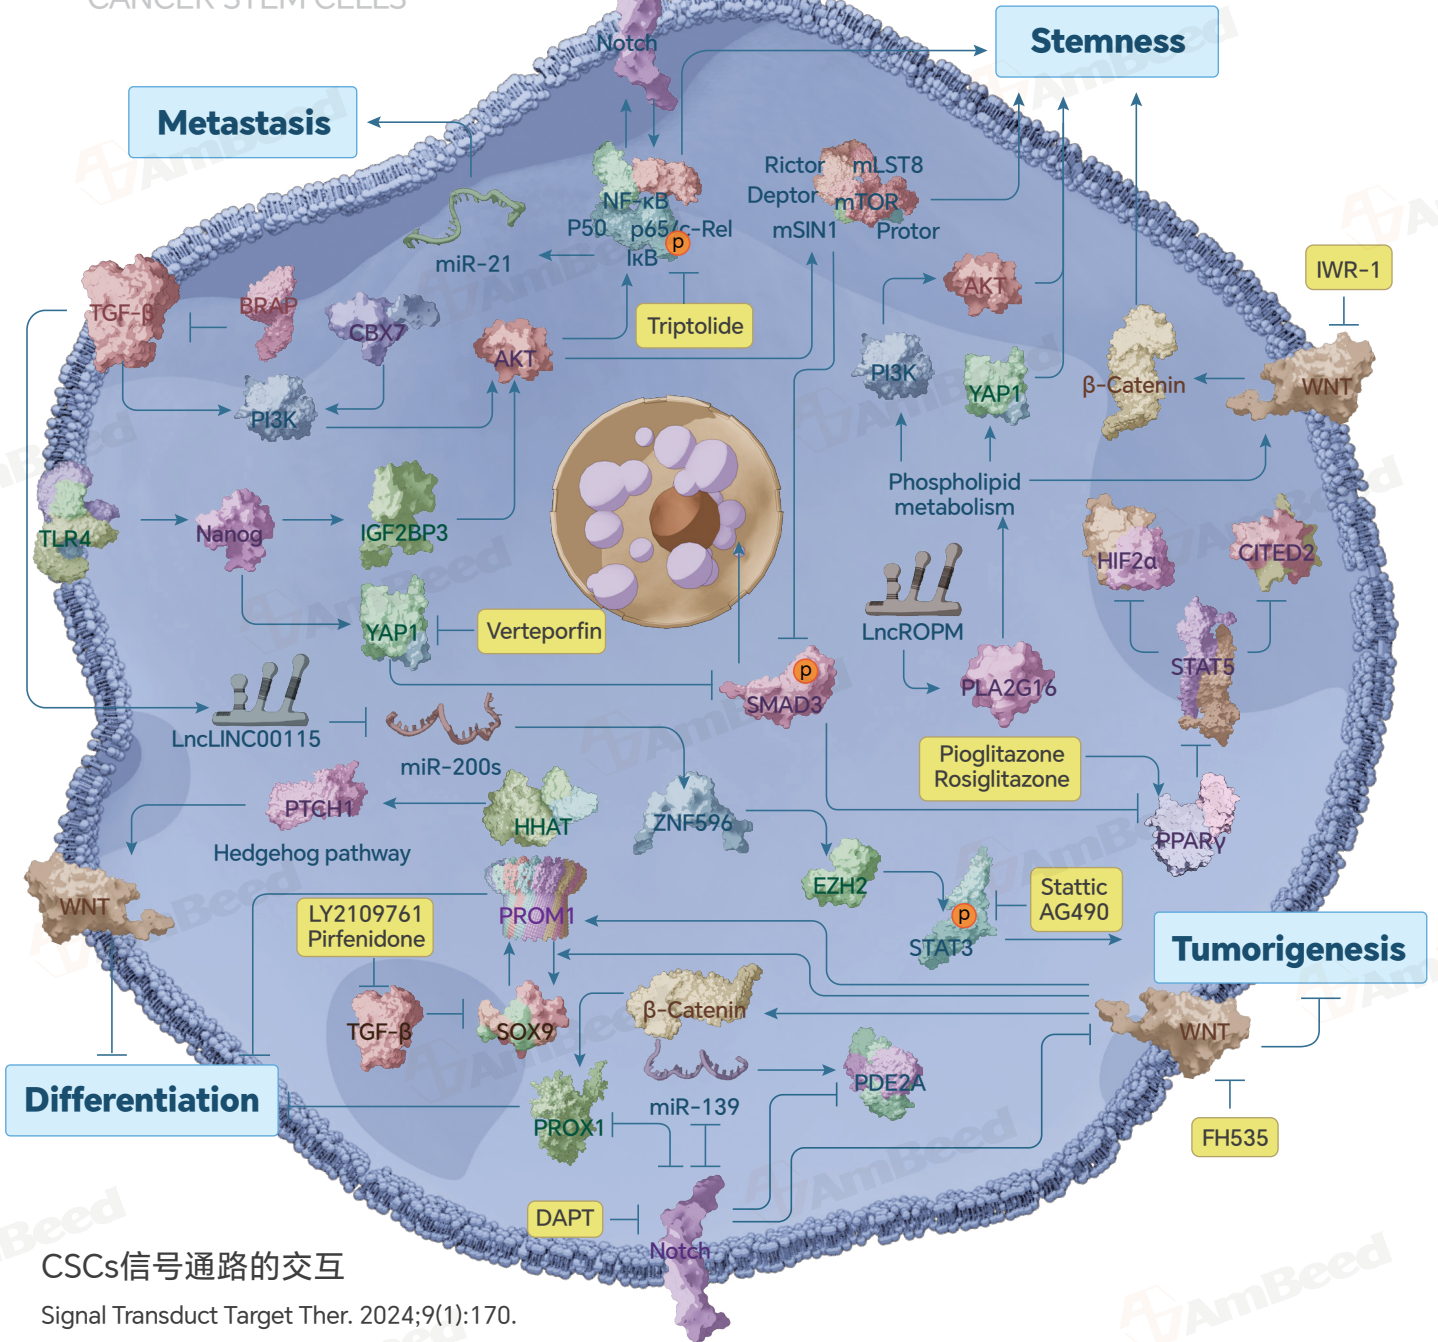 CANCER STEM CELLS
Notch
Stemness
Metastasis
Rictor
mLST8
Deptor
mTOR
mSIN1
Protor
NF-κB
P50
p65/c-Rel
p
IκB
miR-21
IWR-1
TGF-β
BRAP
CBX7
AKT
Triptolide
AKT
PI3K
PI3K
YAP1
β-Catenin
WNT
Phospholipid
metabolism
TLR4
Nanog
IGF2BP3
HIF2α
CITED2
YAP1
Verteporfin
LncROPM
p
SMAD3
PLA2G16
STAT5
LncLINC00115
miR-200s
Pioglitazone
Rosiglitazone
PTCH1
HHAT
ZNF596
PPARγ
Hedgehog pathway
EZH2
WNT
LY2109761
Pirfenidone
PROM1
p
STAT3
Stattic
AG490
Tumorigenesis
TGF-β
SOX9
β-Catenin
WNT
PDE2A
miR-139
Differentiation
PROX1
FH535
DAPT
Notch
CSCs信号通路的交互
Signal Transduct Target Ther. 2024;9(1):170.
AmBeed